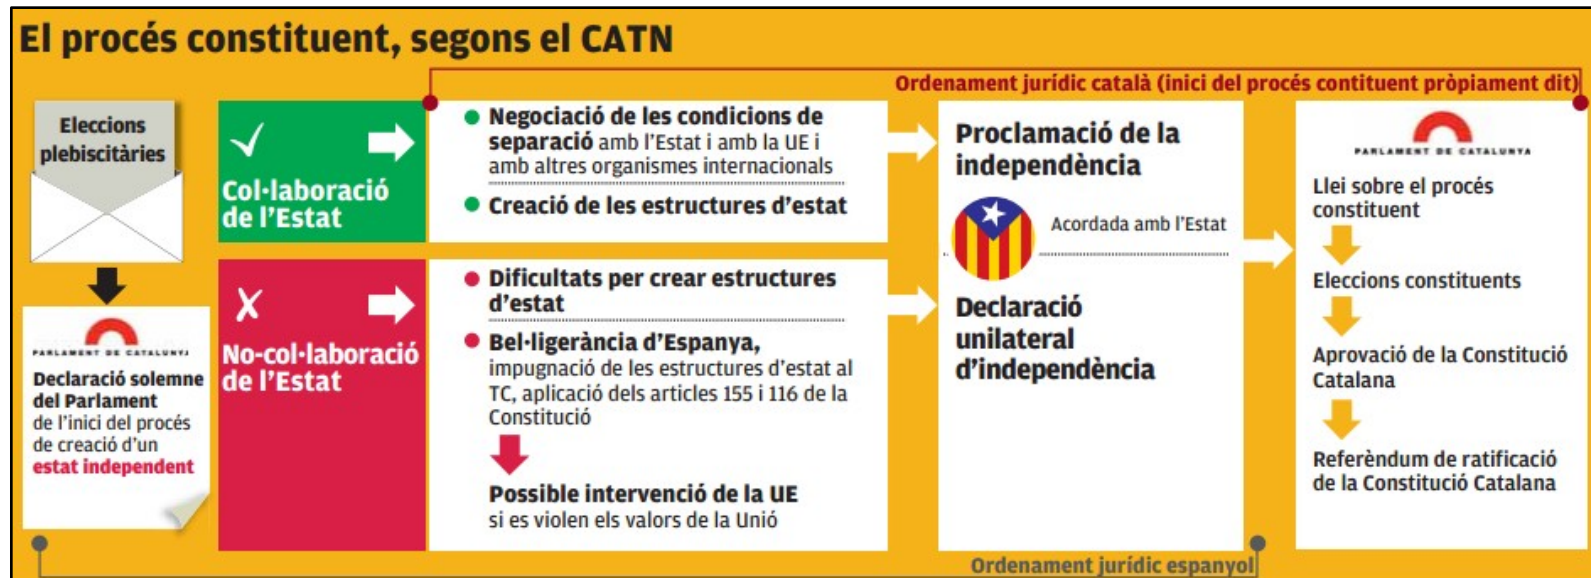 El procés constituent, segons el CATN
Ordenament jurídic català (inici del procés contituent pròpiament dit)
Eleccions
plebiscitàries
PARLAMENT DE CATALUNYA
Declaració solemne
del Parlament
de l'inici del procés
de creació d'un
estat independent
Col·laboració
de l'Estat
Negociació de les condicions de
separació amb l'Estat i amb la UE i
amb altres organismes internacionals
Creació de les estructures d'estat
No-col·laboració
de l'Estat
Dificultats per crear estructures
d'estat
Bel·ligerància d'Espanya,
impugnació de les estructures d'estat al
TC, aplicació dels articles 155 i 116 de la
Constitució
Possible intervenció de la UE
si es violen els valors de la Unió
Proclamació de la
independència
Acordada amb l'Estat
Declaració
unilateral
d'independència
PARLAMENT DE CATALUNYA
Llei sobre el procés
constituent
Eleccions constituents
Aprovació de la Constitució
Catalana
Referèndum de ratificació
de la Constitució Catalana
Ordenament jurídic espanyol